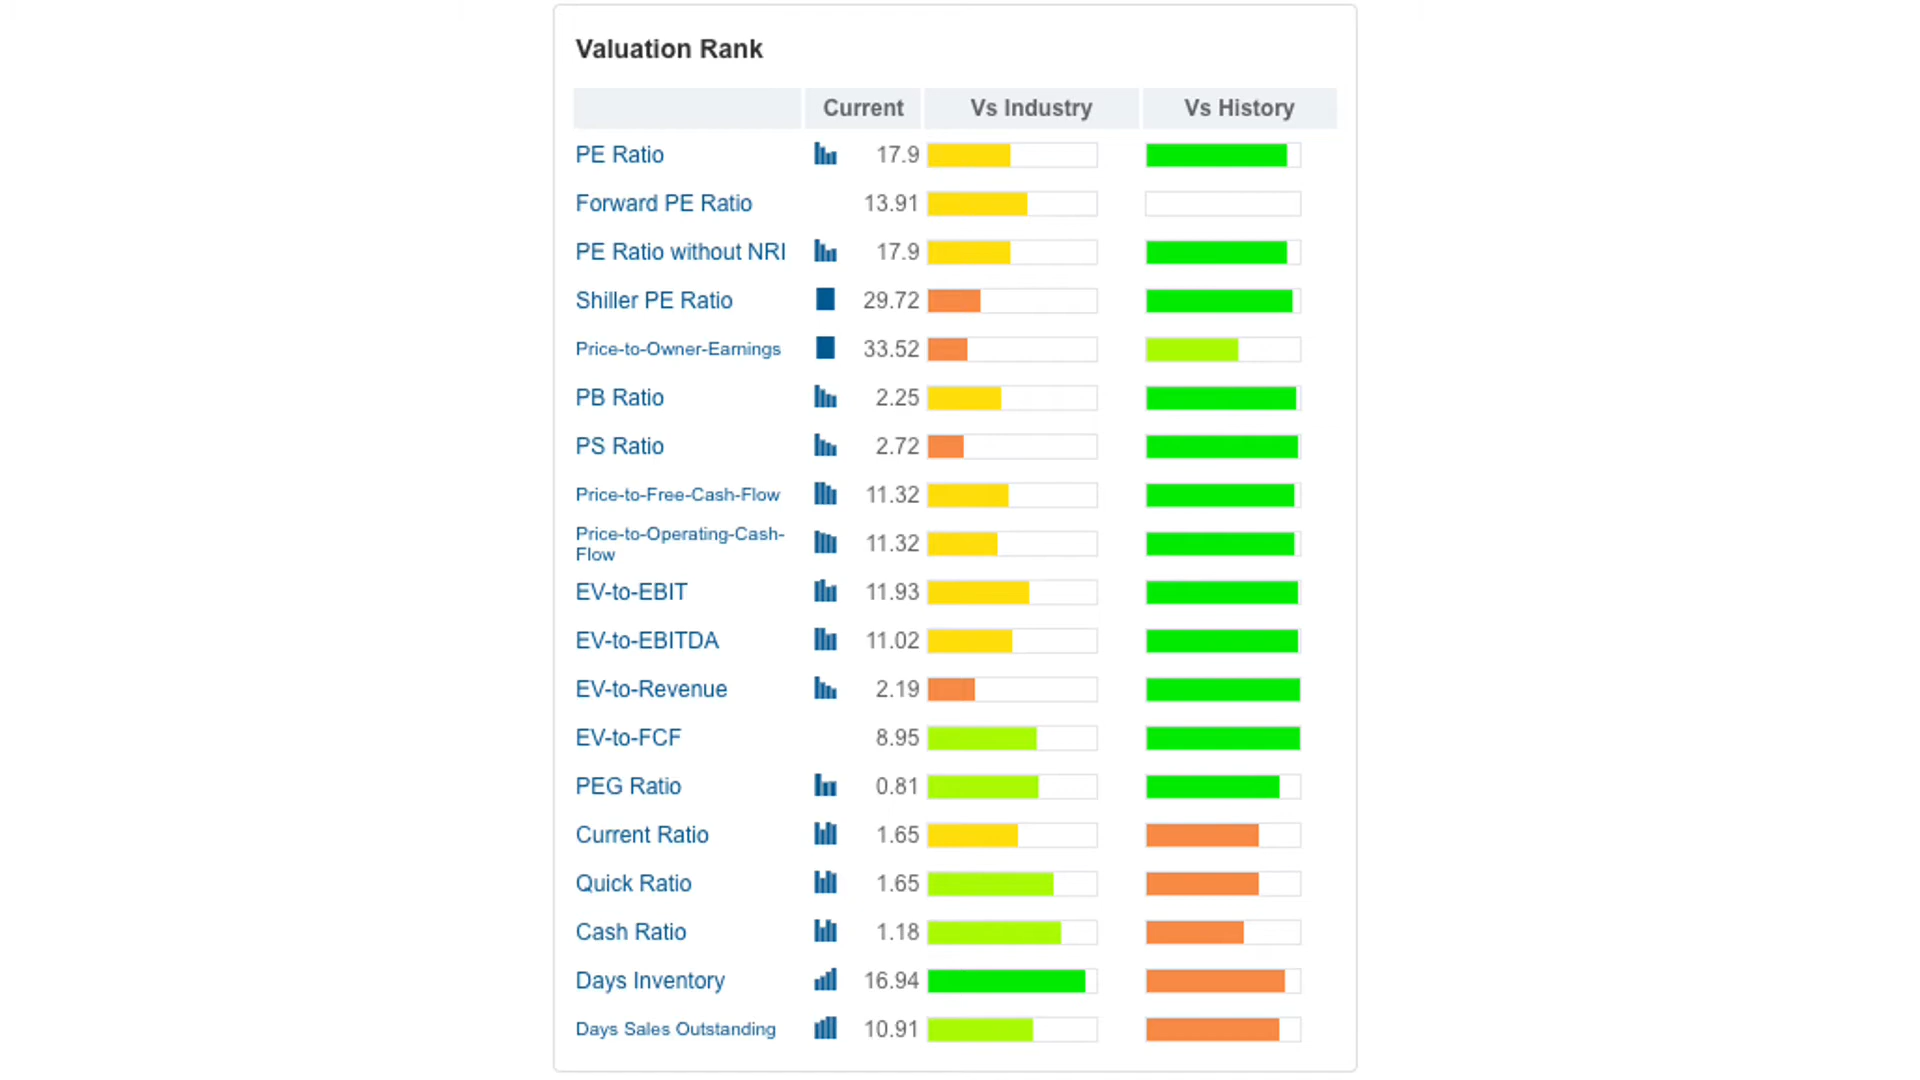 Valuation Rank
Current Vs Industry Vs History
PE Ratio 17.9
Forward PE Ratio 13.91
PE Ratio without NRI 17.9
Shiller PE Ratio 29.72
Price-to-Owner-Earnings 33.52
PB Ratio 2.25
PS Ratio 2.72
Price-to-Free-Cash-Flow 11.32
Price-to-Operating-Cash-
Flow 11.32
EV-to-EBIT 11.93
EV-to-EBITDA 11.02
EV-to-Revenue 2.19
EV-to-FCF 8.95
PEG Ratio 0.81
Current Ratio 1.65
Quick Ratio 1.65
Cash Ratio 1.18
Days Inventory 16.94
Days Sales Outstanding 10.91